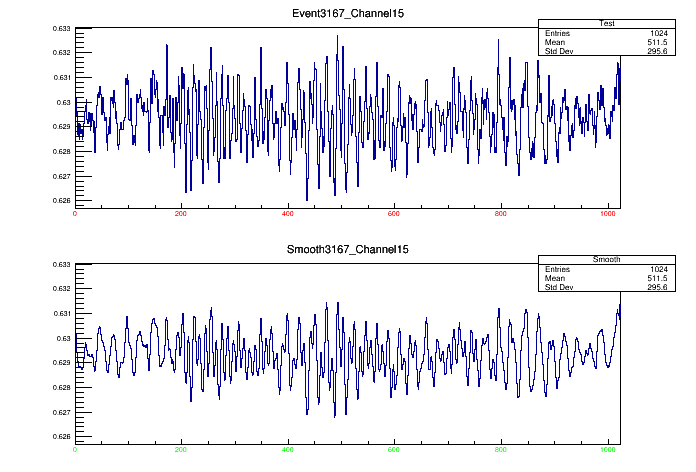 Event3167_Channel15
Test
Entries 1024
Mean 511.5
Std Dev 295.6
0.633
0.632
0.631
0.63
0.629
0.628
0.627
0.626
0 200 400 600 800 1000
Smooth3167_Channel15
Smooth
Entries 1024
Mean 511.5
Std Dev 295.6
0.633
0.632
0.631
0.63
0.629
0.628
0.627
0.626
0 200 400 600 800 1000